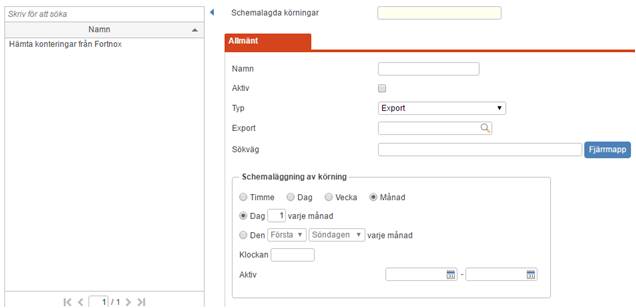 Skriv för att söka
Namn
Hämta konteringar från Fortnox
1 / 1
Schemalagda körningar
Allmänt
Namn
Aktiv
Typ Export
Export
Sökväg Fjärrmapp
Schemaläggning av körning
Timme Dag Vecka Månad
Dag 1 varje månad
Den Första Söndagen varje månad
Klockan
Aktiv -